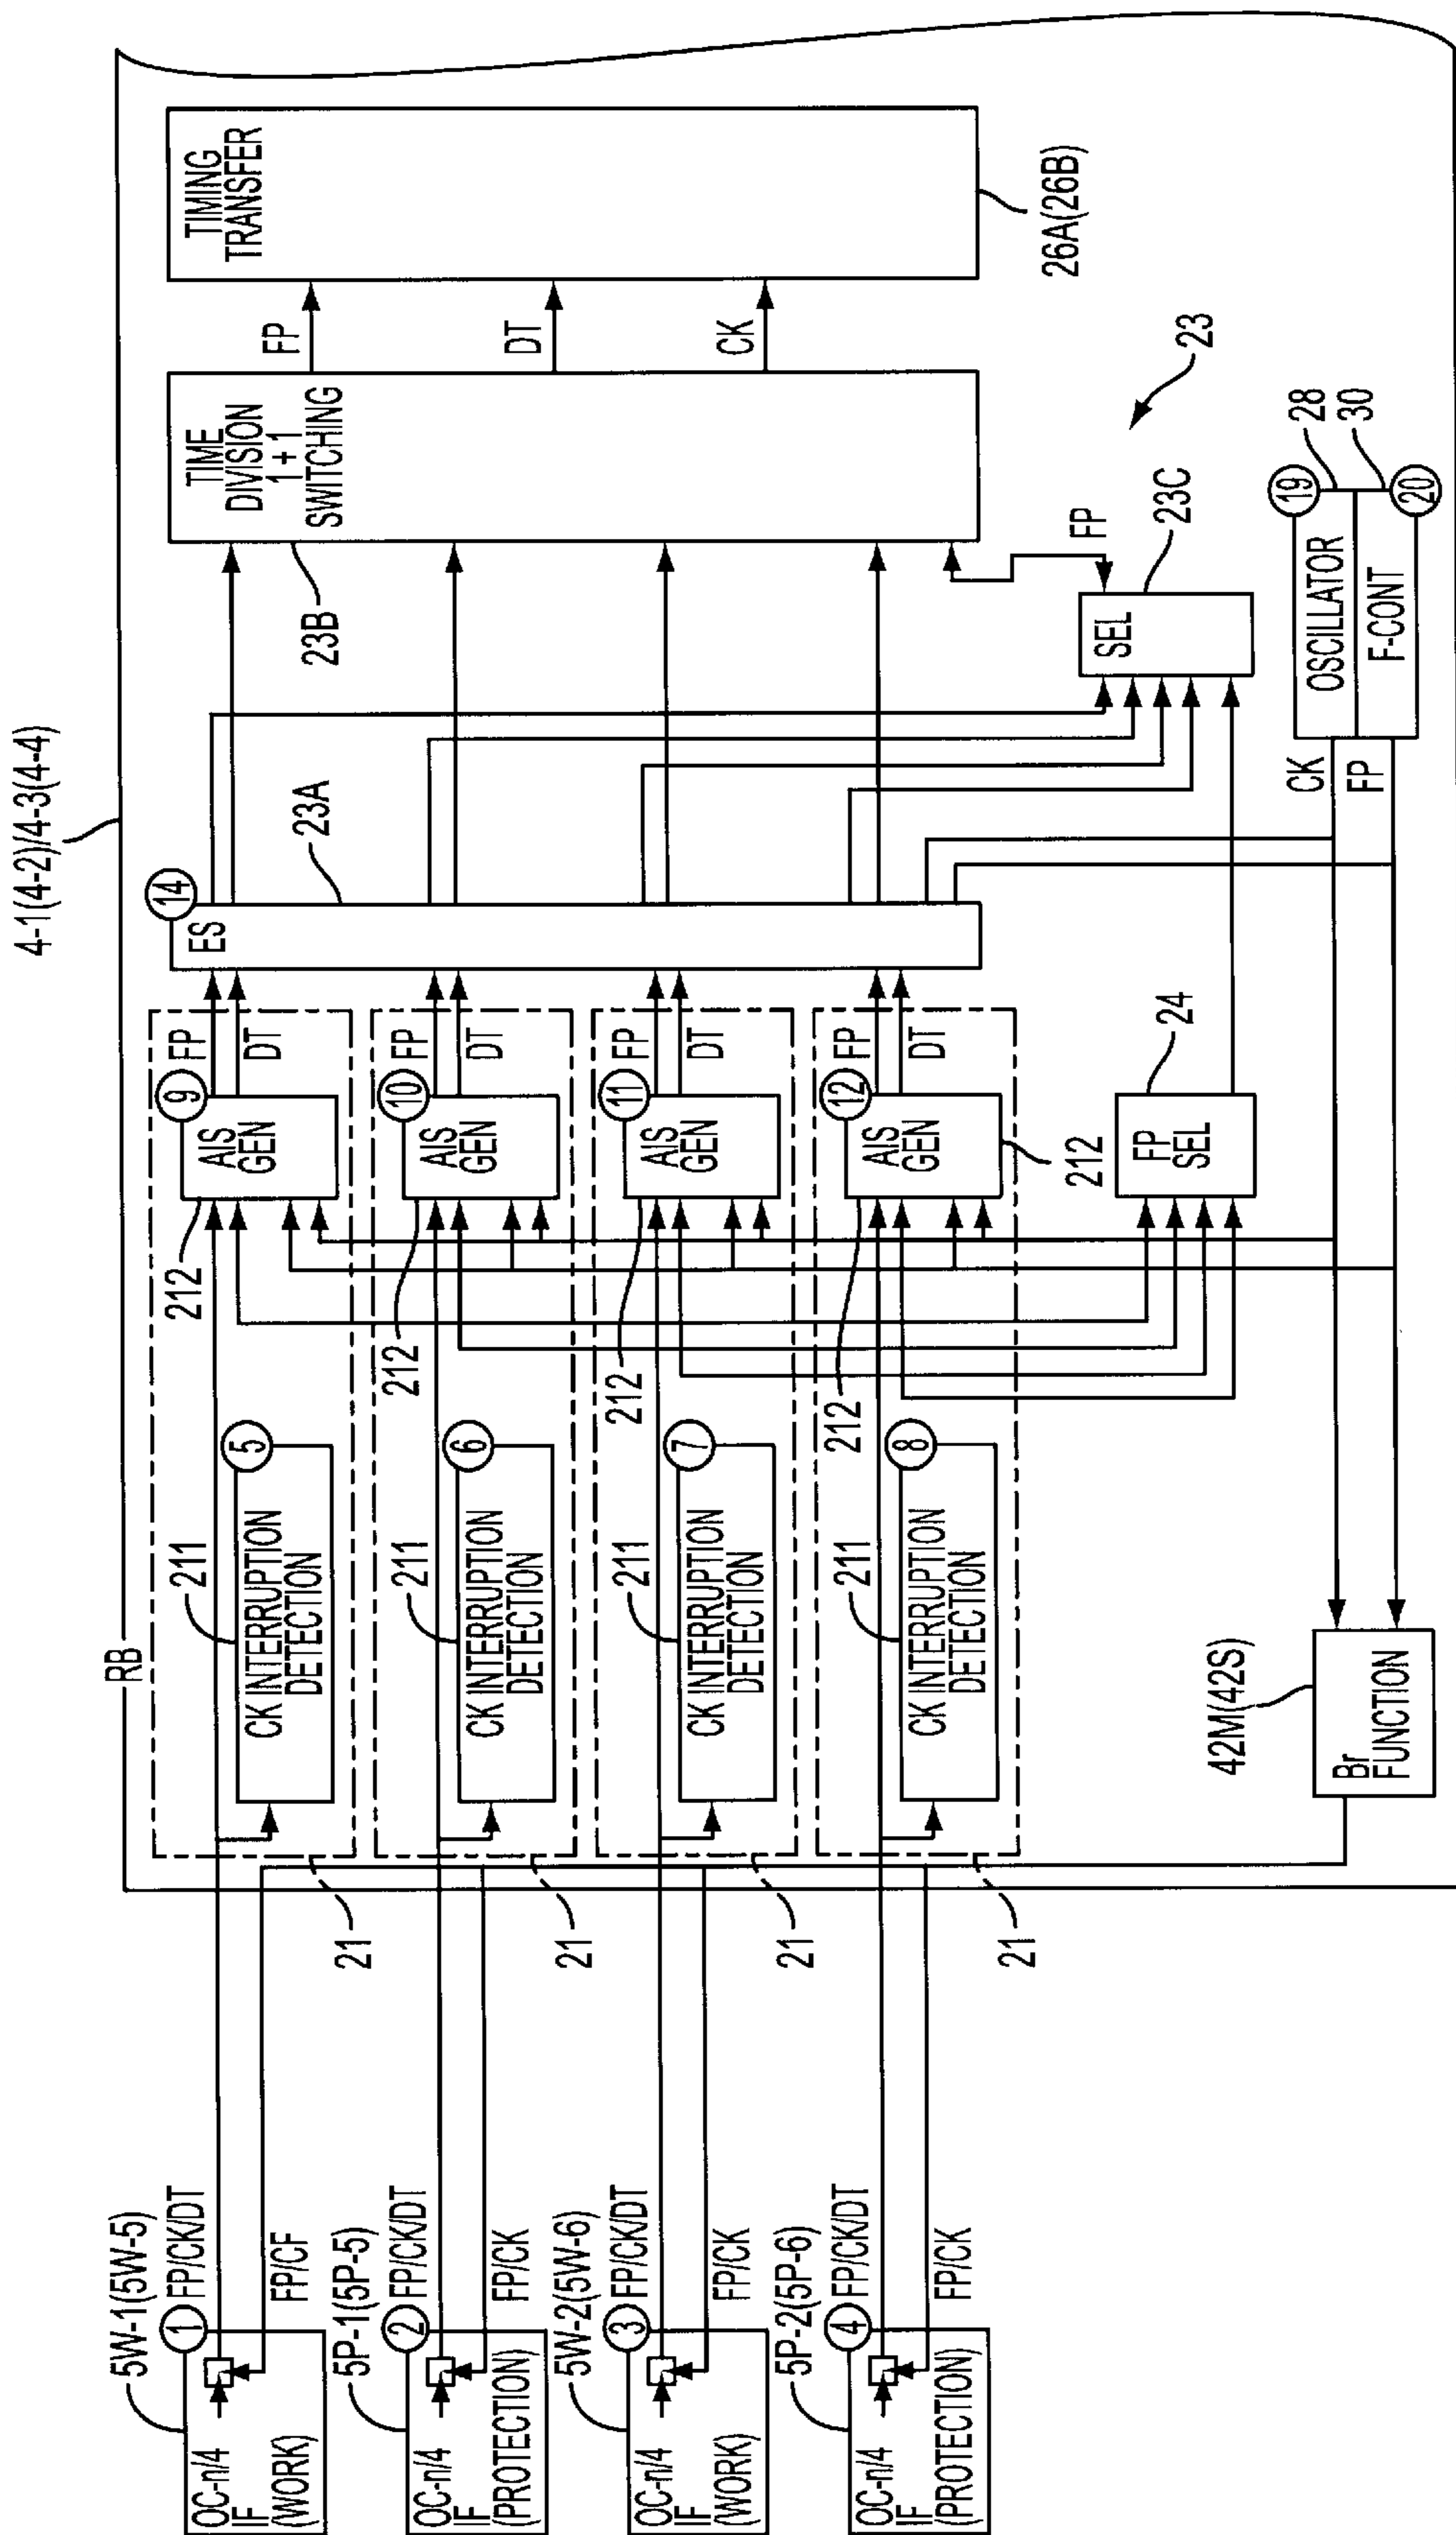 4-1(4-2)/4-3(4-4)
RB
5W-1(5W-5)
1
FP/CK/DT
FP/CF
OC-n/4
IF
(WORK)
21
211
5
CK INTERRUPTION
DETECTION
212
9
AIS
GEN
FP
DT
5P-1(5P-5)
2
FP/CK/DT
FP/CK
OC-n/4
IF
(PROTECTION)
21
211
6
CK INTERRUPTION
DETECTION
212
10
AIS
GEN
FP
DT
5W-2(5W-6)
3
FP/CK/DT
FP/CK
OC-n/4
IF
(WORK)
21
211
7
CK INTERRUPTION
DETECTION
212
11
AIS
GEN
FP
DT
5P-2(5P-6)
4
FP/CK/DT
FP/CK
OC-n/4
IF
(PROTECTION)
21
211
8
CK INTERRUPTION
DETECTION
212
12
AIS
GEN
212
FP
DT
14
ES
23A
TIME
DIVISION
1 + 1
SWITCHING
23B
FP
DT
CK
TIMING
TRANSFER
26A(26B)
23
FP
SEL
24
FP
SEL
23C
42M(42S)
Br
FUNCTION
CK
FP
OSCILLATOR
F-CONT
19
28
30
20